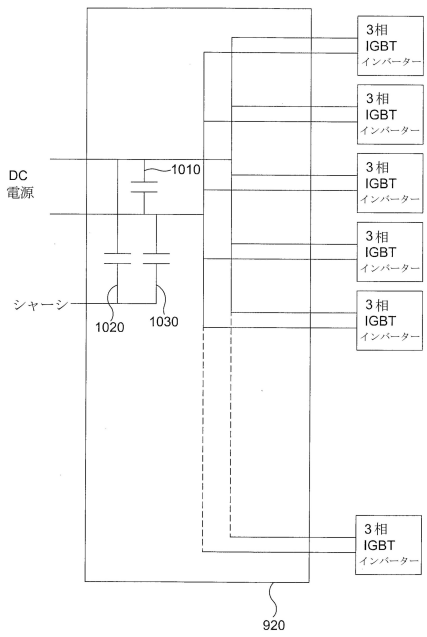 3相
IGBT
インバーター
3相
IGBT
インバーター
DC
電源
1010
3相
IGBT
インバーター
3相
IGBT
インバーター
シャーシ
1020
1030
3相
IGBT
インバーター
3相
IGBT
インバーター
920